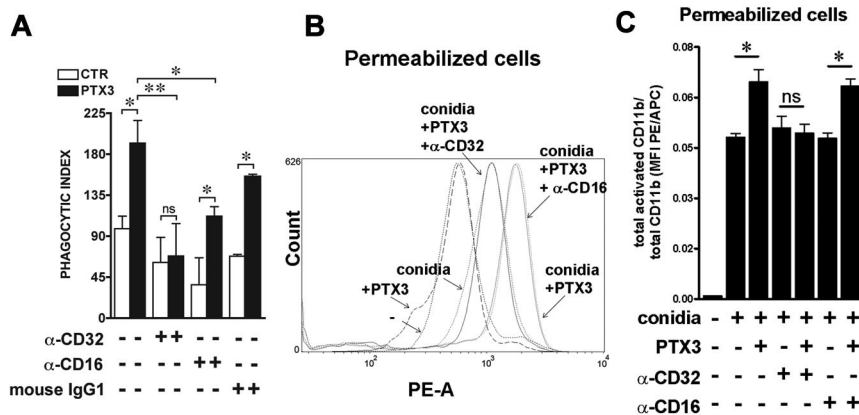 A
CTR
PTX3
*
*
**
ns
*
*
PHAGOCYTIC INDEX
225
180
135
90
45
0
α-CD32 - - + + - - - -
α-CD16 - - - - + + - -
mouse IgG1 - - - - - - + +
B
Permeabilized cells
conidia
+PTX3
+α-CD32
conidia
+PTX3
+ α-CD16
626
Count
0
conidia
+PTX3
-
conidia
+PTX3
10² 10³ 10⁴
PE-A
C
Permeabilized cells
* ns *
total activated CD11b/
total CD11b (MFI PE/APC)
0.08
0.06
0.05
0.02
0.00
conidia - + + + + + +
PTX3 - - + - + - +
α-CD32 - - - + + - -
α-CD16 - - - - - + +